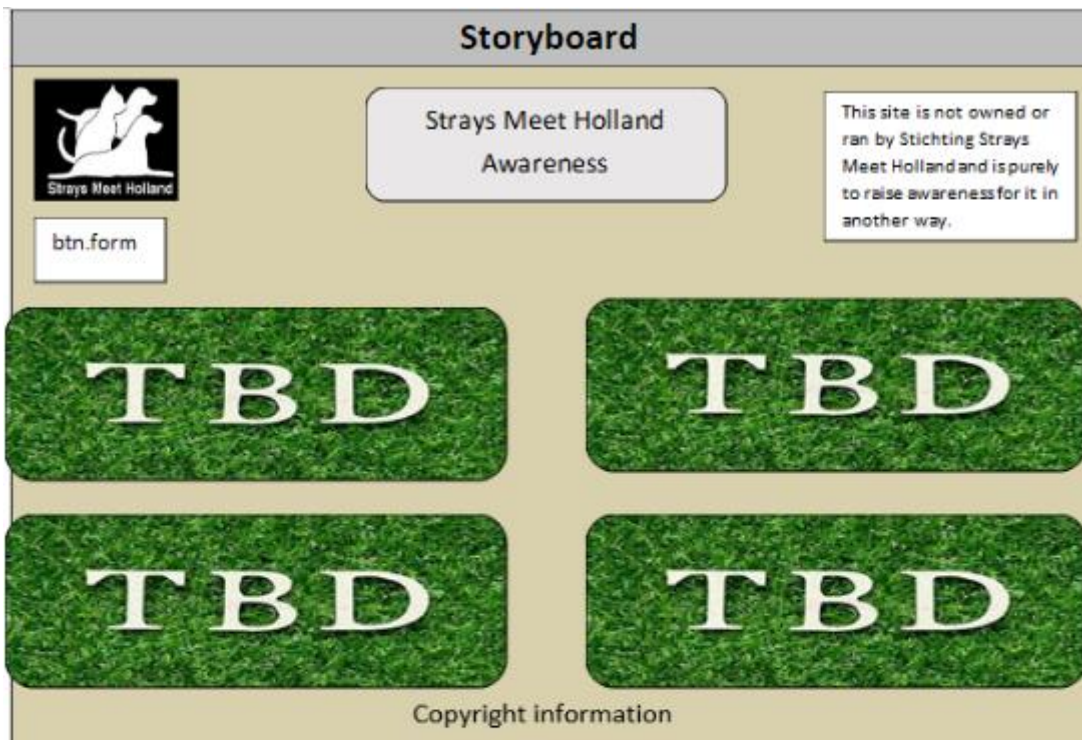 Storyboard
Strays Meet Holland
Strays Meet Holland
Awareness
This site is not owned or
ran by Stichting Strays
Meet Holland and is purely
to raise awareness for it in
another way.
btn.form
TBD
TBD
TBD
TBD
Copyright information